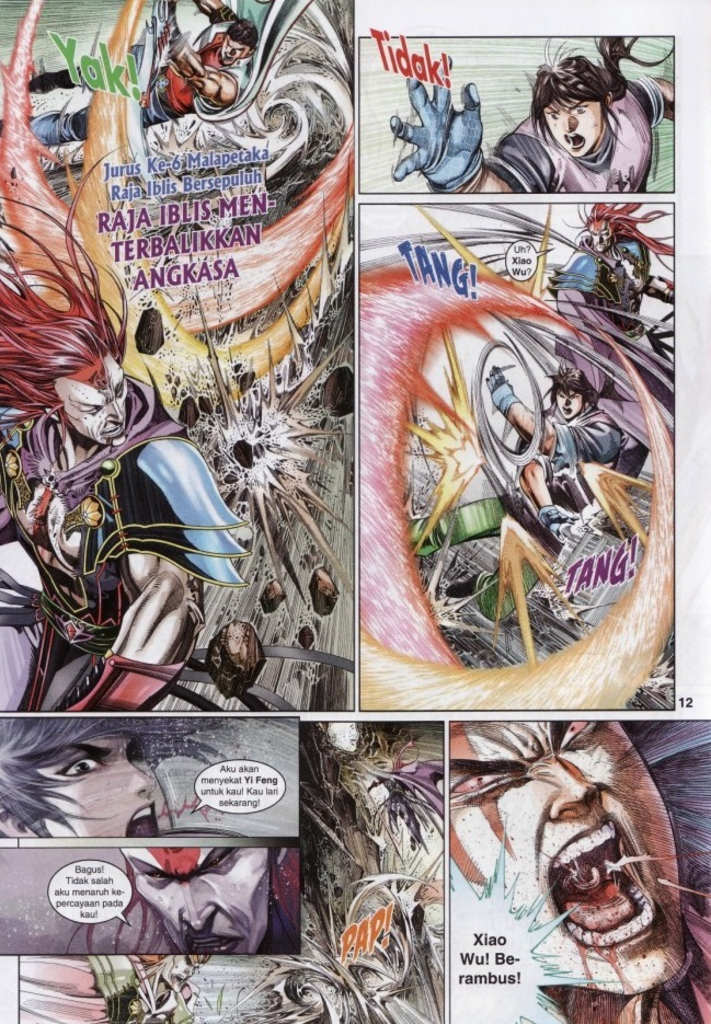 Yak!
Jurus Ke-6 Malapetaka
Raja Iblis Bersepuluh
RAJA IBLIS MEN-
TERBALIKKAN
ANGKASA
Tidak!
Uh?
Xiao
Wu?
TANG!
TANG!
12
Aku akan
menyekat Yi Feng
untuk kau! Kau lari
sekarang!
Bagus!
Tidak salah
aku menaruh ke-
percayaan pada
kau!
PAP!
Xiao
Wu! Be-
rambus!